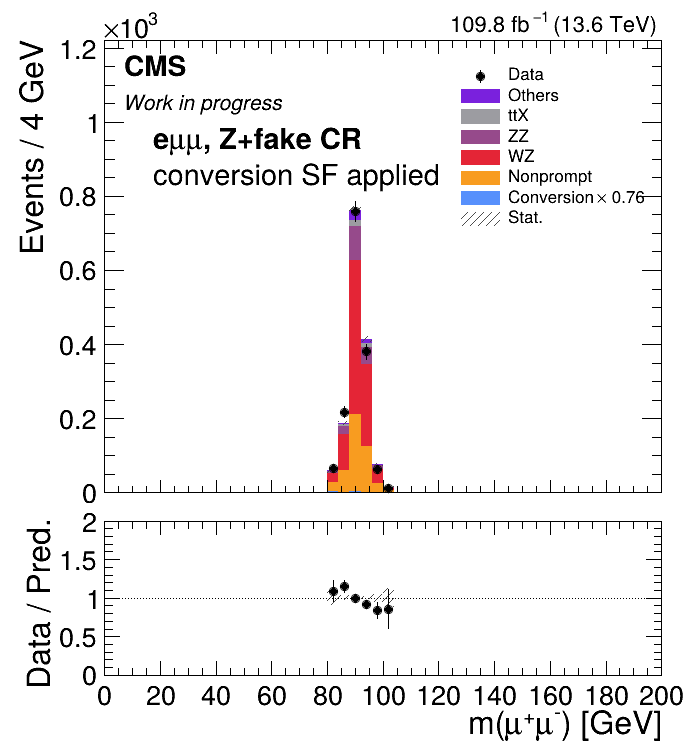 ×10³
109.8 fb⁻¹ (13.6 TeV)
Events / 4 GeV
1.2
1
0.8
0.6
0.4
0.2
0
CMS
Work in progress
eμμ, Z+fake CR
conversion SF applied
Data
Others
ttX
ZZ
WZ
Nonprompt
Conversion × 0.76
Stat.
Data / Pred.
2
1.5
1
0.5
0
0 20 40 60 80 100 120 140 160 180 200
m(μ⁺μ⁻) [GeV]